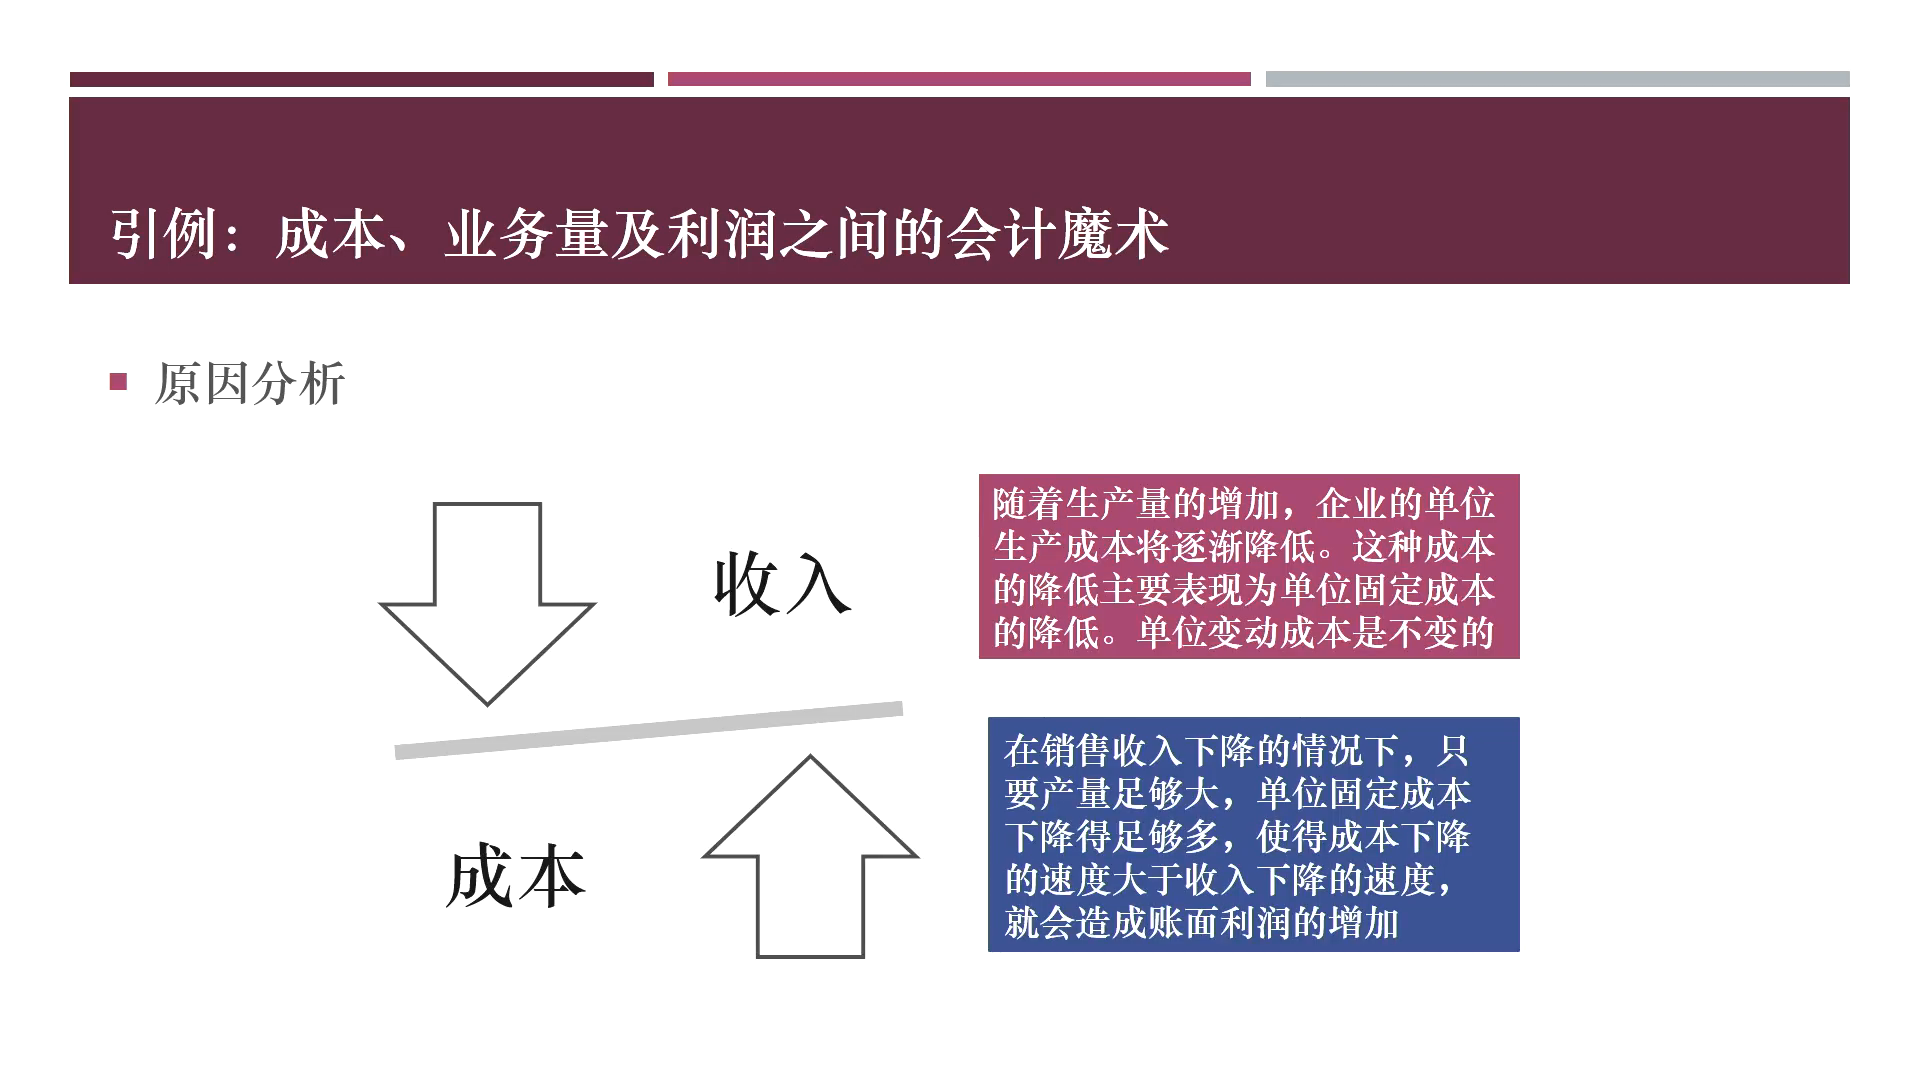 引例：成本、业务量及利润之间的会计魔术
原因分析
收入
成本
随着生产量的增加，企业的单位
生产成本将逐渐降低。这种成本
的降低主要表现为单位固定成本
的降低。单位变动成本是不变的
在销售收入下降的情况下，只
要产量足够大，单位固定成本
下降得足够多，使得成本下降
的速度大于收入下降的速度，
就会造成账面利润的增加